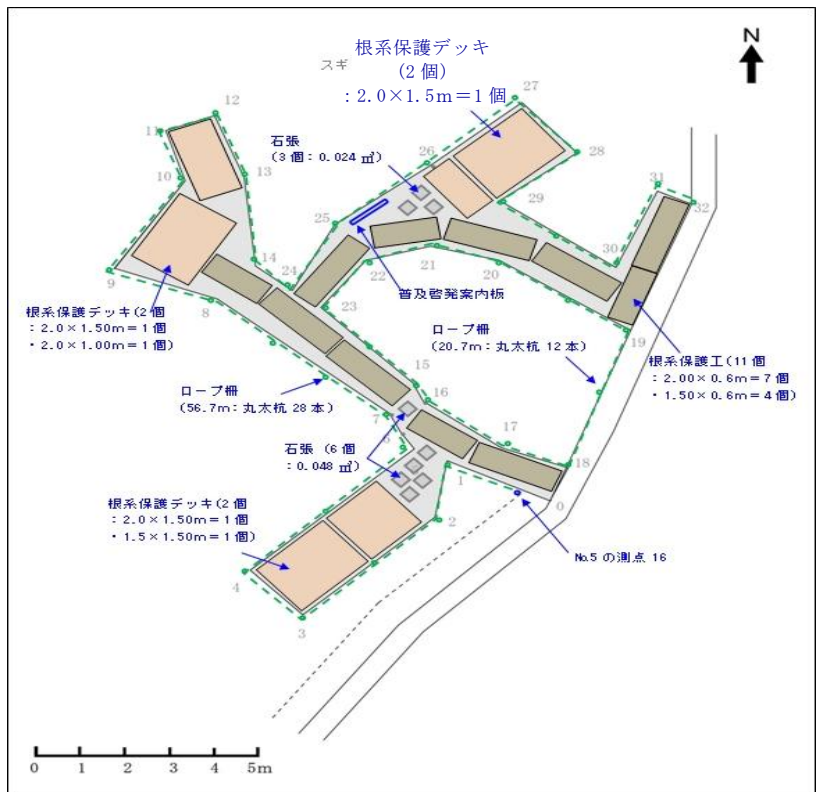 N
スギ
根系保護デッキ
(2個)
：2.0×1.5m＝1個
27
12
11
石張
(3個：0.024㎡)
26
28
10
13
29
31
32
25
14
24
22
21
20
30
普及啓発案内板
9
8
23
19
根系保護デッキ(2個
：2.0×1.50m＝1個
・2.0×1.00m＝1個)
ロープ柵
(20.7m：丸太杭 12本)
根系保護工(11個
：2.00×0.6m＝7個
・1.50×0.6m＝4個)
15
16
ロープ柵
(56.7m：丸太杭 28本)
7
6
17
石張 (6個
：0.048㎡)
18
1
0
根系保護デッキ(2個
：2.0×1.50m＝1個
・1.5×1.50m＝1個)
2
№5の測点16
4
3
0 1 2 3 4 5m